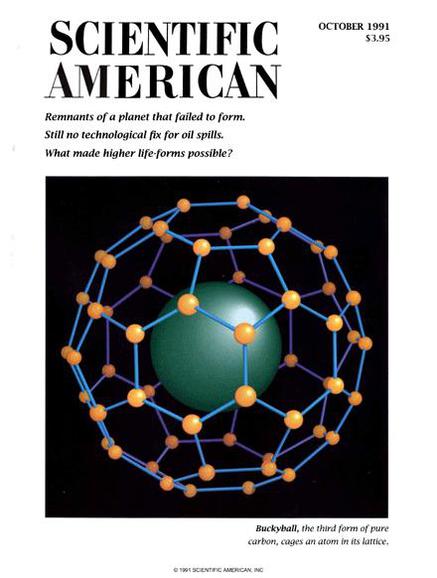 SCIENTIFIC
AMERICAN
OCTOBER 1991
$3.95
Remnants of a planet that failed to form.
Still no technological fix for oil spills.
What made higher life-forms possible?
Buckyball, the third form of pure
carbon, cages an atom in its lattice.
© 1991 SCIENTIFIC AMERICAN, INC